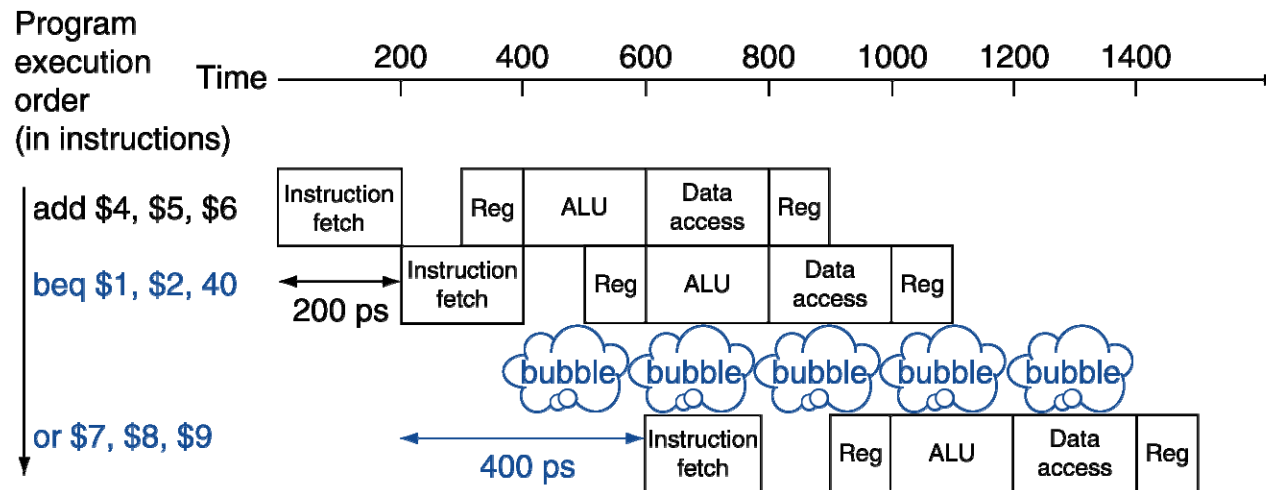 Program
execution
order
(in instructions)
Time
200 400 600 800 1000 1200 1400
add $4, $5, $6
Instruction
fetch
Reg
ALU
Data
access
Reg
beq $1, $2, 40
200 ps
Instruction
fetch
Reg
ALU
Data
access
Reg
bubble bubble bubble bubble bubble
or $7, $8, $9
400 ps
Instruction
fetch
Reg
ALU
Data
access
Reg